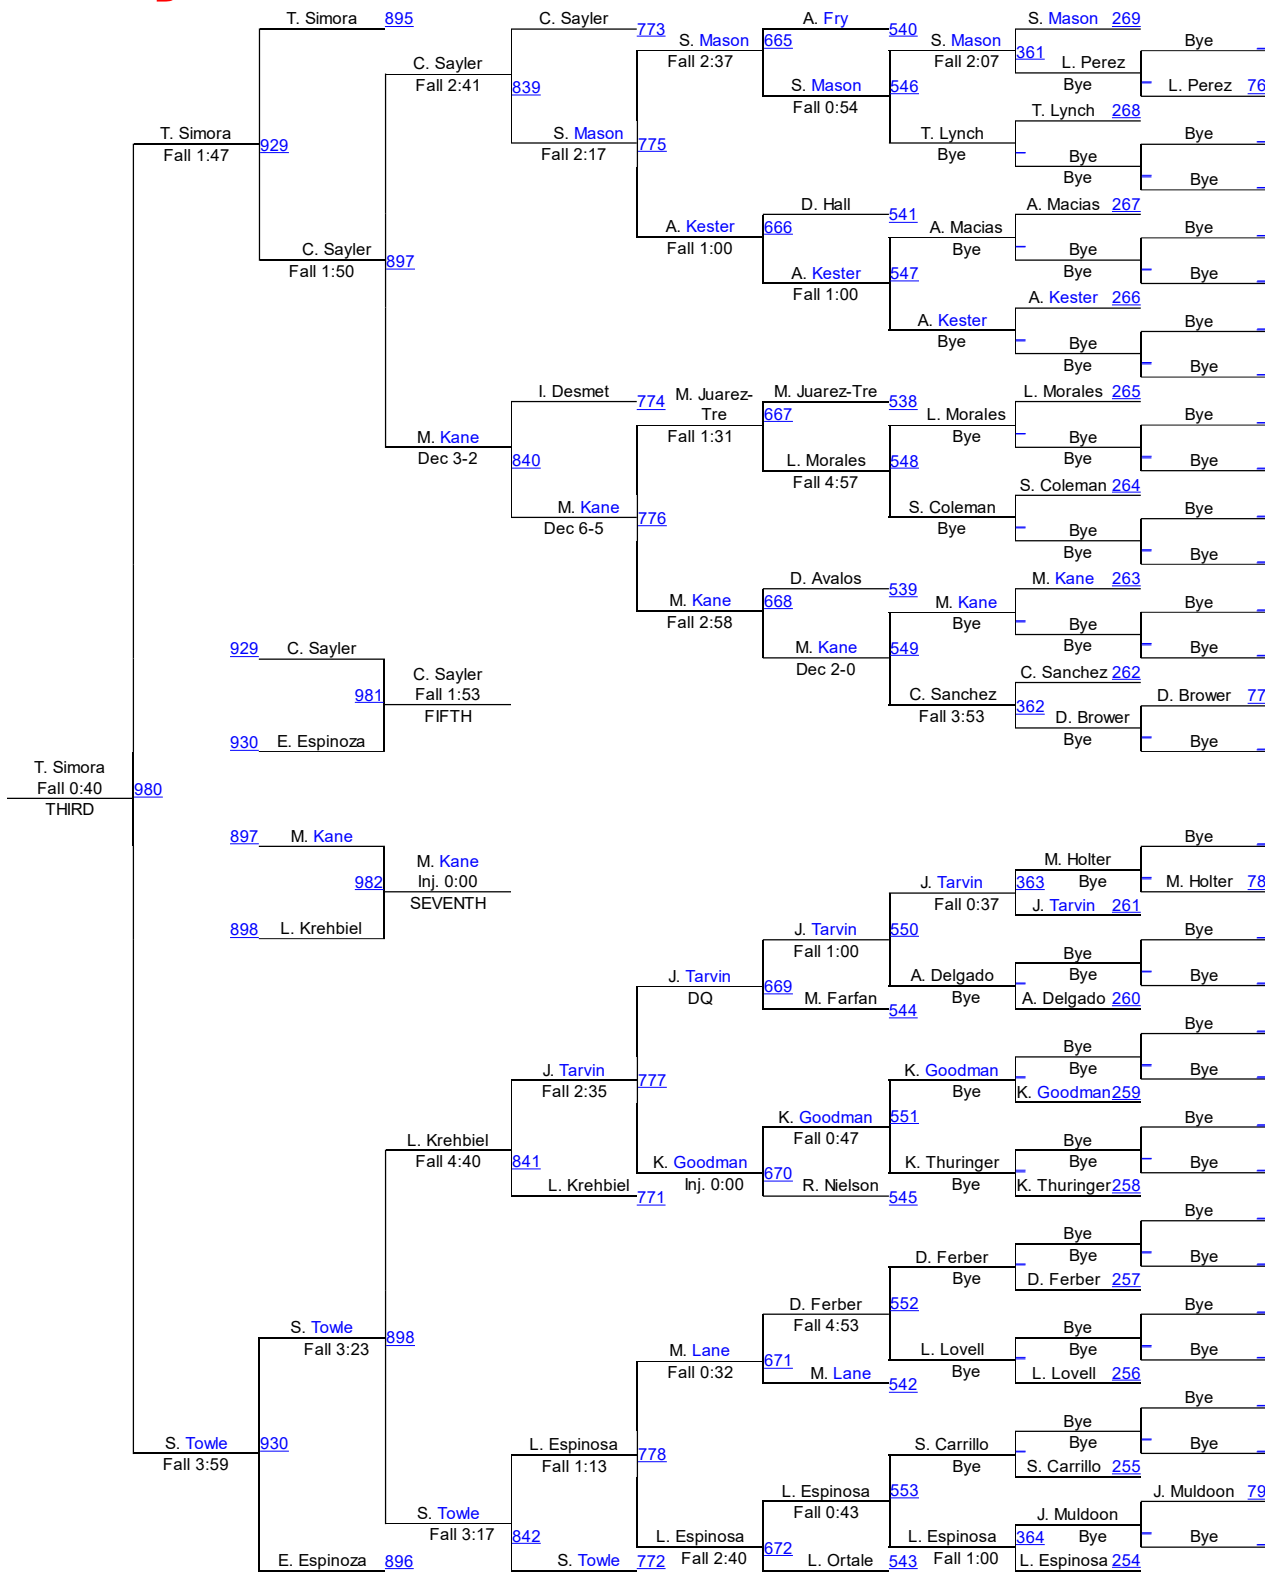 T. Simora 895
C. Sayler 773
A. Fry 540
S. Mason 269
S. Mason 665
Fall 2:37
S. Mason 361
Fall 2:07
Bye
C. Sayler
Fall 2:41
839
L. Perez
Bye
L. Perez 76
S. Mason 546
Fall 0:54
T. Lynch 268
T. Simora
Fall 1:47
929
S. Mason 775
Fall 2:17
T. Lynch
Bye
Bye
Bye
Bye
Bye
D. Hall 541
A. Macias 267
A. Kester 666
Fall 1:00
A. Macias
Bye
Bye
C. Sayler 897
Fall 1:50
Bye
Bye
Bye
A. Kester 547
Fall 1:00
A. Kester 266
A. Kester
Bye
Bye
Bye
Bye
Bye
I. Desmet 774
M. Juarez-
Tre
Fall 1:31
667
M. Juarez-Tre 538
L. Morales 265
L. Morales
Bye
Bye
M. Kane
Dec 3-2
840
Bye
Bye
Bye
L. Morales 548
Fall 4:57
S. Coleman 264
M. Kane 776
Dec 6-5
S. Coleman
Bye
Bye
Bye
Bye
Bye
D. Avalos 539
M. Kane 263
M. Kane 668
Fall 2:58
M. Kane
Bye
Bye
Bye
Bye
Bye
929 C. Sayler
M. Kane 549
Dec 2-0
C. Sayler
Fall 1:53
FIFTH
981
C. Sanchez 262
C. Sanchez 362
Fall 3:53
D. Brower 77
D. Brower
Bye
Bye
930 E. Espinoza
T. Simora
Fall 0:40
THIRD
980
897 M. Kane
Bye
M. Kane
Inj. 0:00
SEVENTH
982
M. Holter
Bye
M. Holter 78
J. Tarvin 363
Fall 0:37
J. Tarvin 261
898 L. Krehbiel
J. Tarvin 550
Fall 1:00
Bye
Bye
Bye
Bye
J. Tarvin 669
DQ
A. Delgado
Bye
A. Delgado 260
M. Farfan 544
Bye
Bye
Bye
Bye
J. Tarvin 777
Fall 2:35
K. Goodman
Bye
K. Goodman 259
K. Goodman 551
Fall 0:47
Bye
L. Krehbiel
Fall 4:40
841
Bye
Bye
Bye
K. Goodman 670
Inj. 0:00
K. Thuringer
Bye
K. Thuringer 258
L. Krehbiel 771
R. Nielson 545
Bye
Bye
Bye
Bye
D. Ferber
Bye
D. Ferber 257
D. Ferber 552
Fall 4:53
Bye
S. Towle 898
Fall 3:23
Bye
Bye
Bye
M. Lane 671
Fall 0:32
L. Lovell
Bye
L. Lovell 256
M. Lane 542
Bye
Bye
Bye
Bye
S. Towle 930
Fall 3:59
L. Espinosa 778
Fall 1:13
S. Carrillo
Bye
S. Carrillo 255
L. Espinosa 553
Fall 0:43
J. Muldoon 79
S. Towle
Fall 3:17
842
J. Muldoon
Bye
Bye
L. Espinosa 672
Fall 2:40
L. Espinosa 364
Fall 1:00
E. Espinoza 896
S. Towle 772
L. Ortale 543
L. Espinosa 254